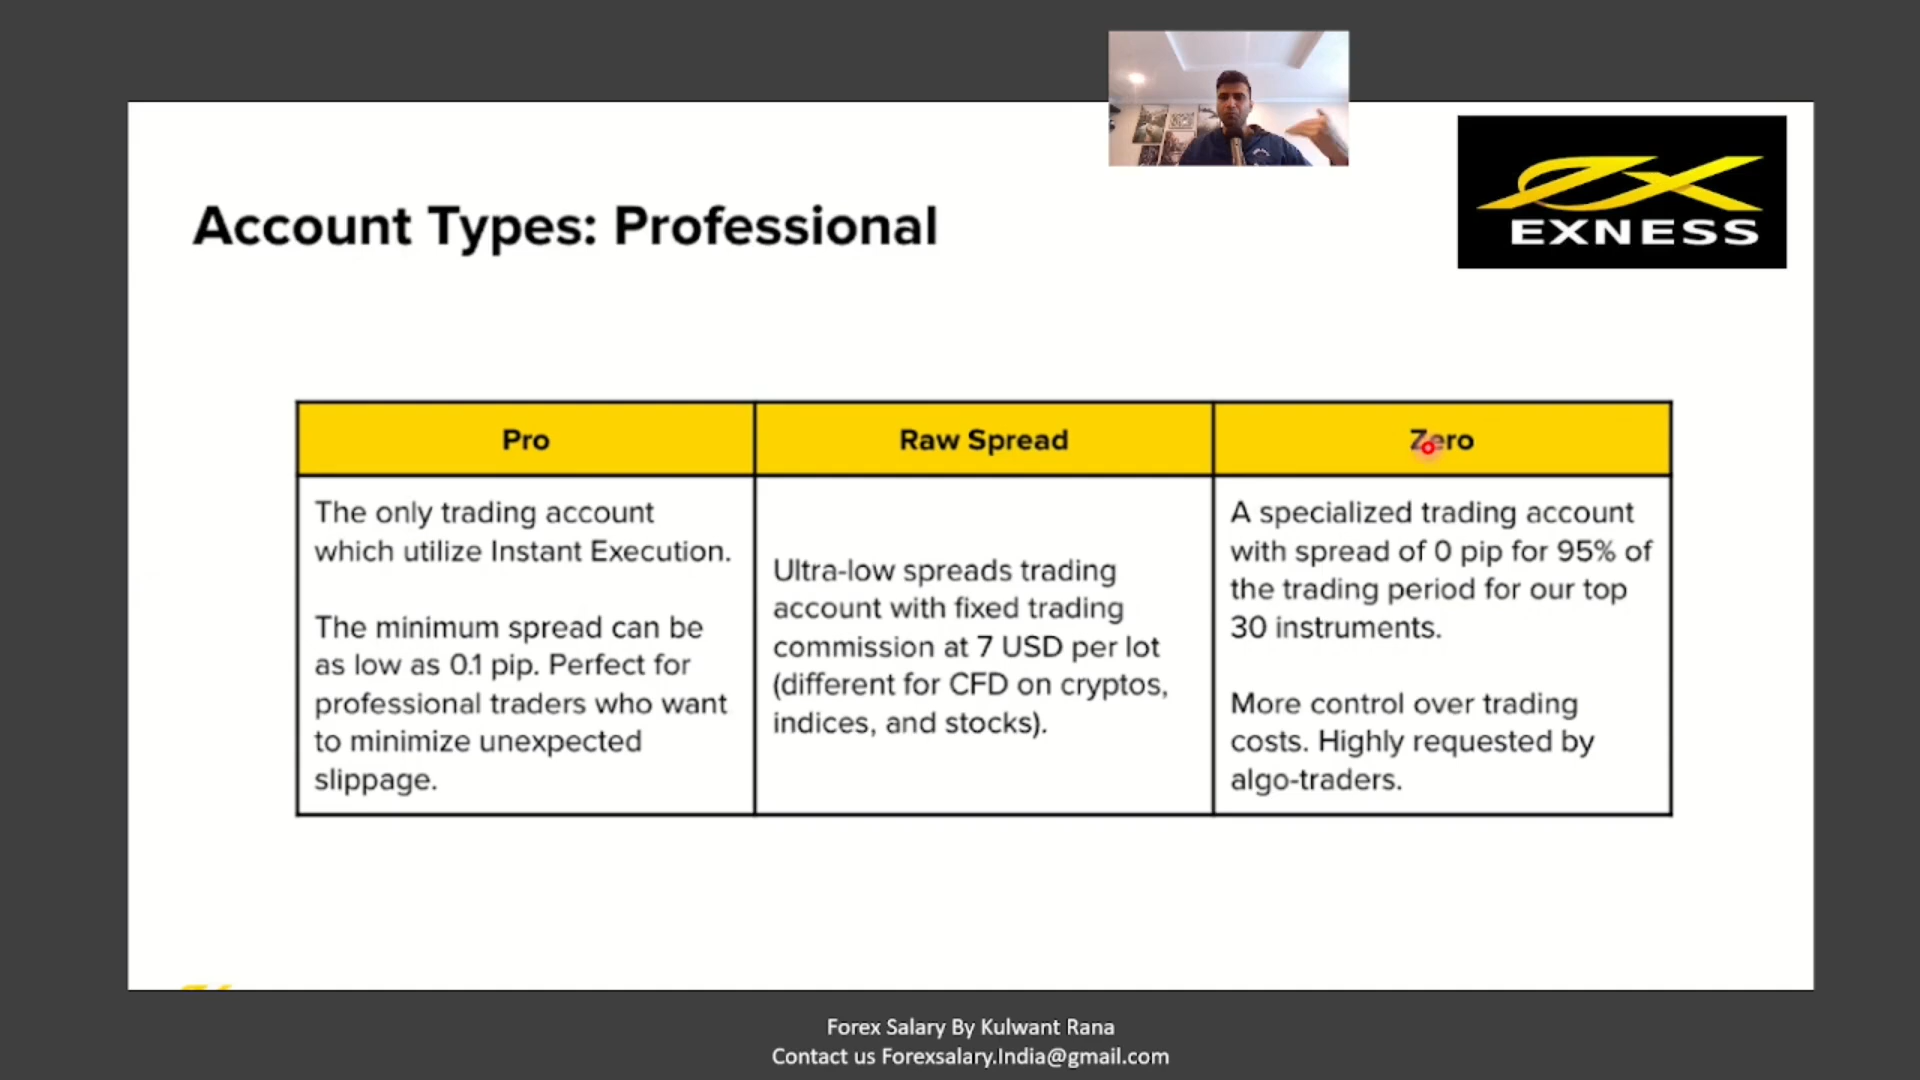 EXNESS
Account Types: Professional
Pro
Raw Spread
Zero
The only trading account
which utilize Instant Execution.
The minimum spread can be
as low as 0.1 pip. Perfect for
professional traders who want
to minimize unexpected
slippage.
Ultra-low spreads trading
account with fixed trading
commission at 7 USD per lot
(different for CFD on cryptos,
indices, and stocks).
A specialized trading account
with spread of 0 pip for 95% of
the trading period for our top
30 instruments.
More control over trading
costs. Highly requested by
algo-traders.
Forex Salary By Kulwant Rana
Contact us Forexsalary.India@gmail.com